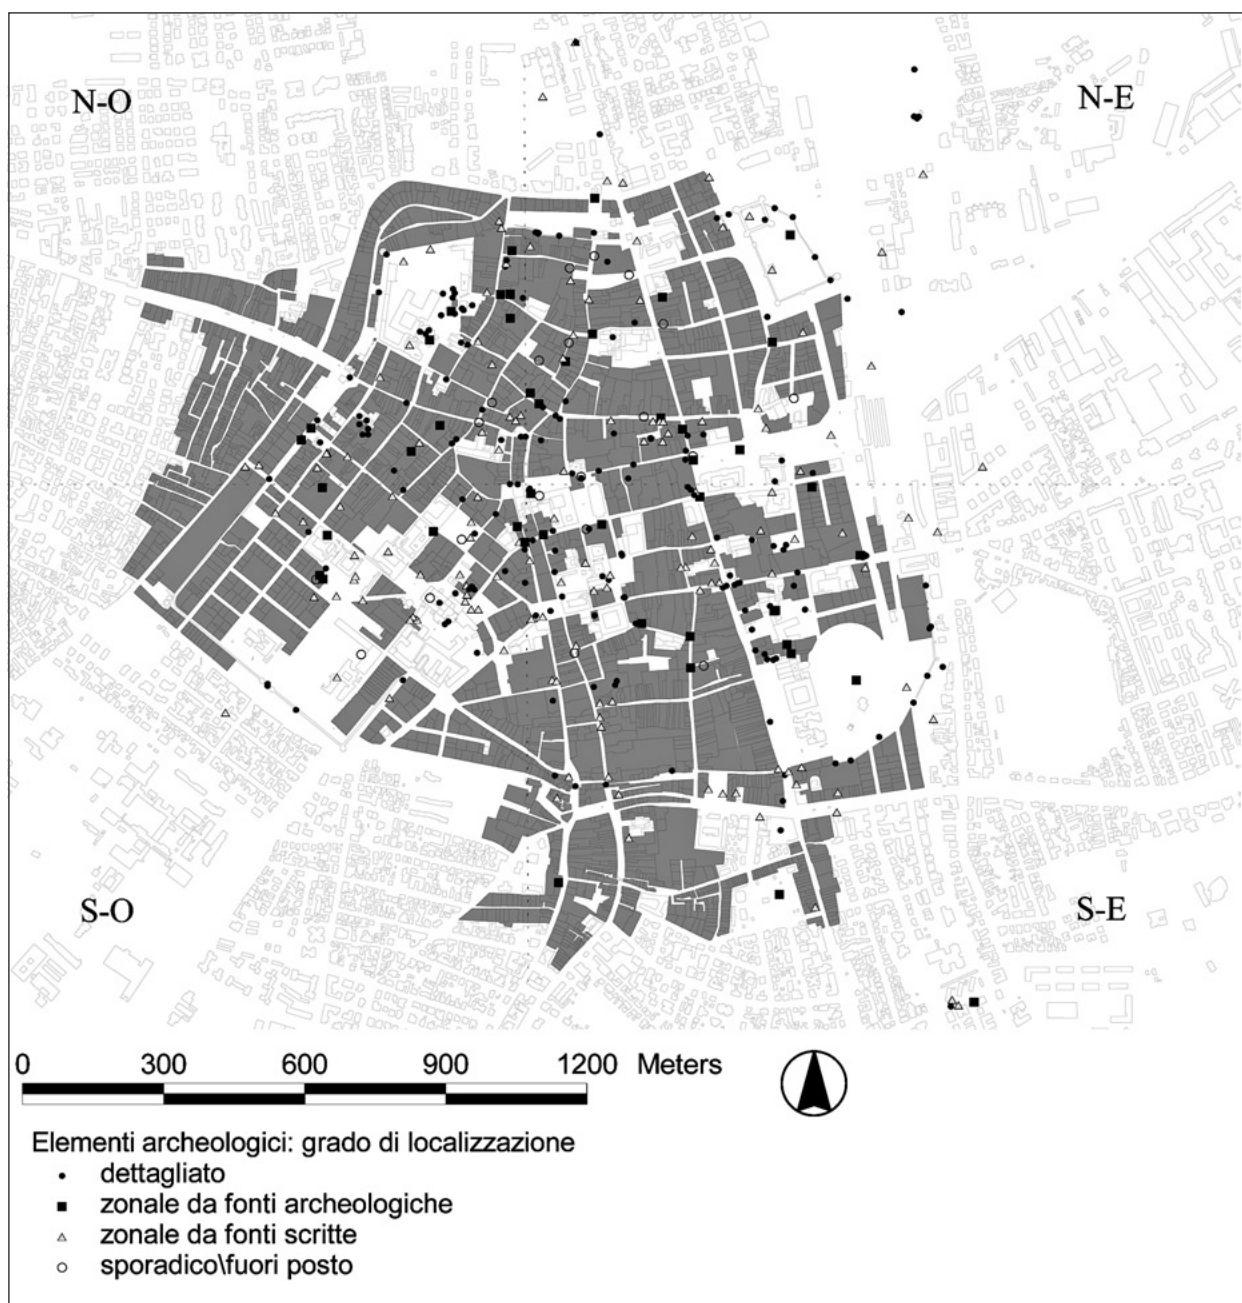 N-O
N-E
S-O
S-E
0 300 600 900 1200 Meters
Elementi archeologici: grado di localizzazione
dettagliato
zonale da fonti archeologiche
zonale da fonti scritte
sporadico\fuori posto